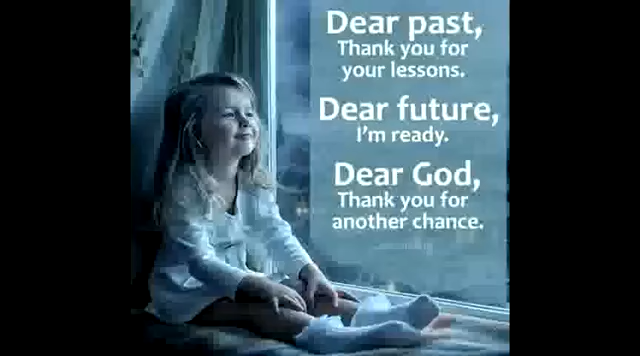 Dear past,
Thank you for
your lessons.
Dear future,
I'm ready.
Dear God,
Thank you for
another chance.